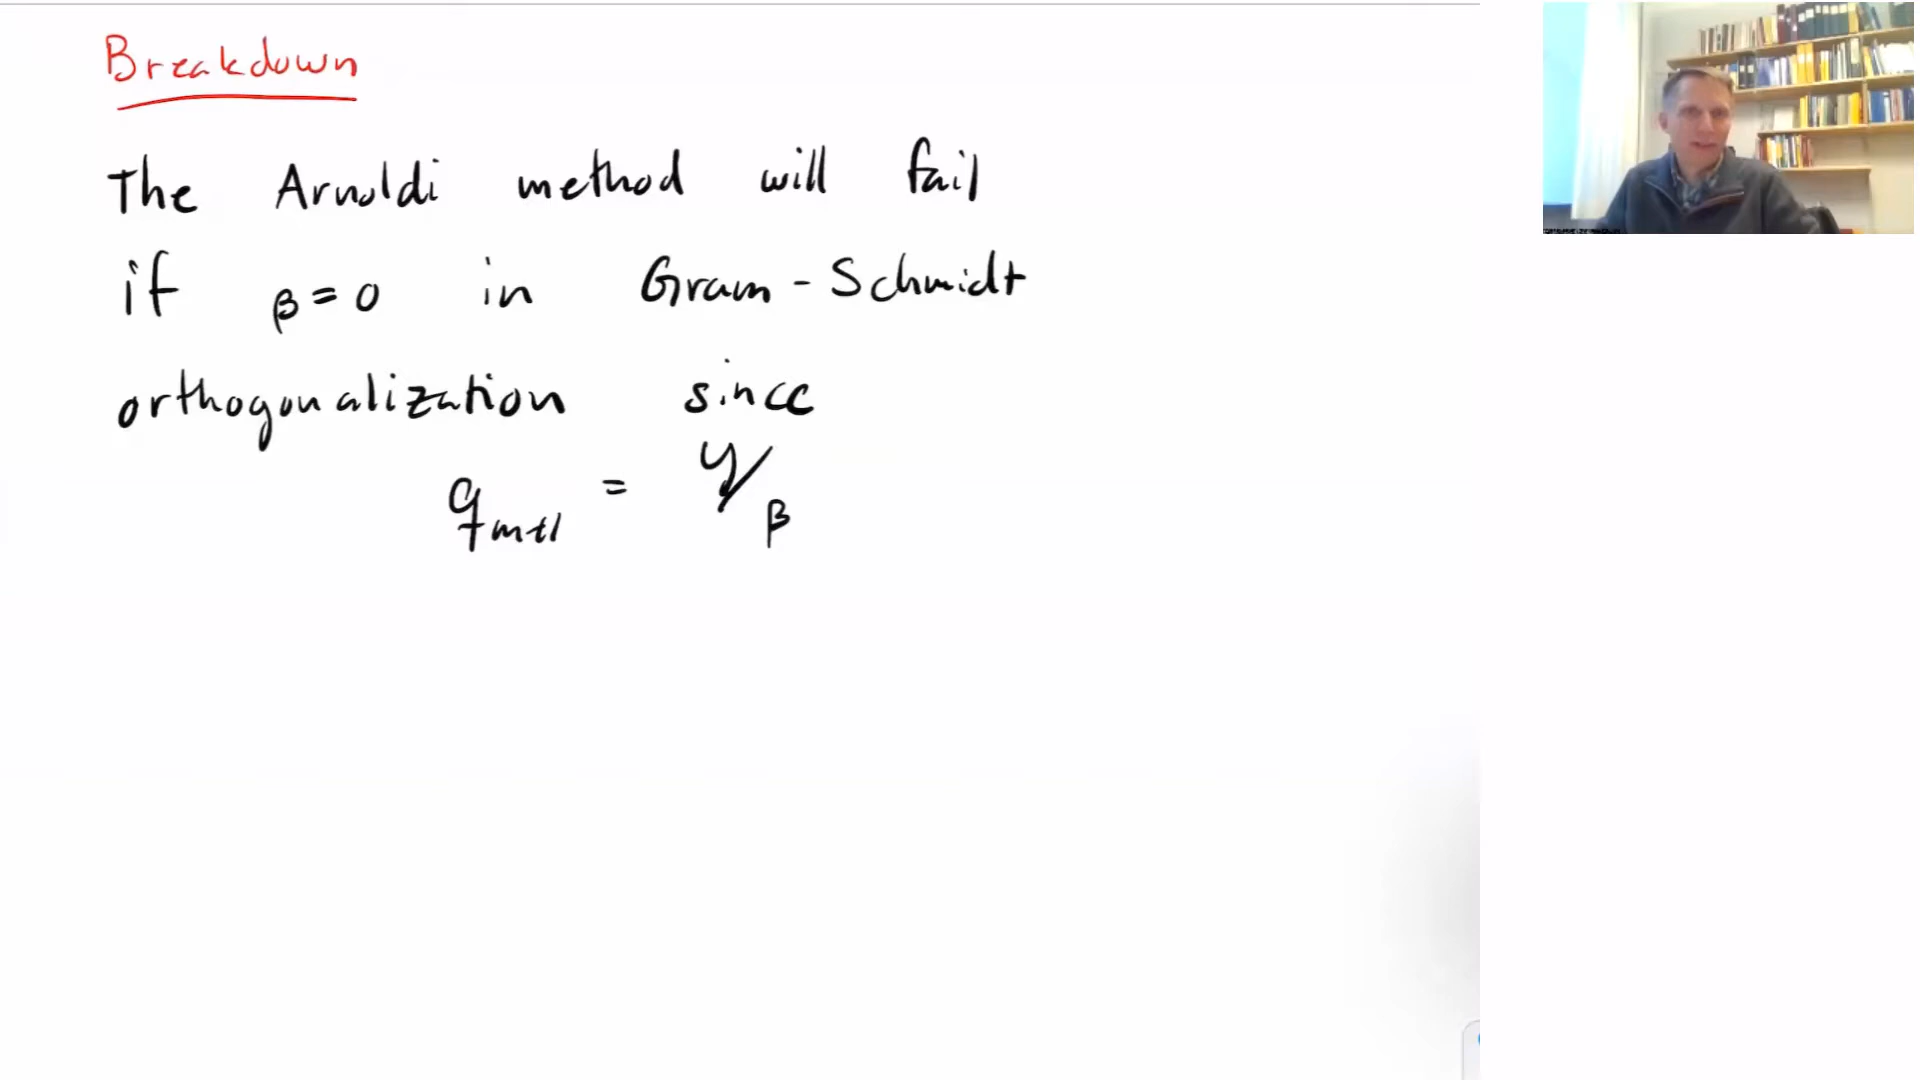 Breakdown
The Arnoldi method will fail
if β = 0 in Gram - Schmidt
orthogonalization since
q_{m+1} = y/β